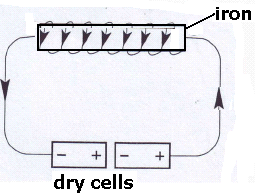 iron
- + - +
dry cells